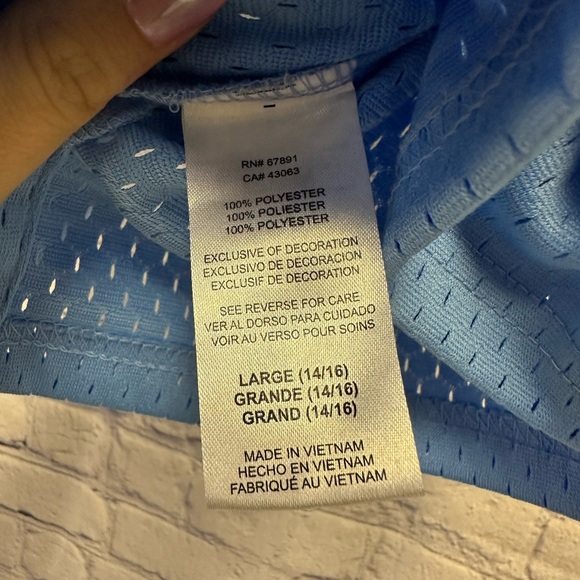 RN# 67891
CA# 43063
100% POLYESTER
100% POLIESTER
100% POLYESTER
EXCLUSIVE OF DECORATION
EXCLUSIVO DE DECORACION
EXCLUSIF DE DECORATION
SEE REVERSE FOR CARE
VER AL DORSO PARA CUIDADO
VOIR AU VERSO POUR SOINS
LARGE (14/16)
GRANDE (14/16)
GRAND (14/16)
MADE IN VIETNAM
HECHO EN VIETNAM
FABRIQUÉ AU VIETNAM